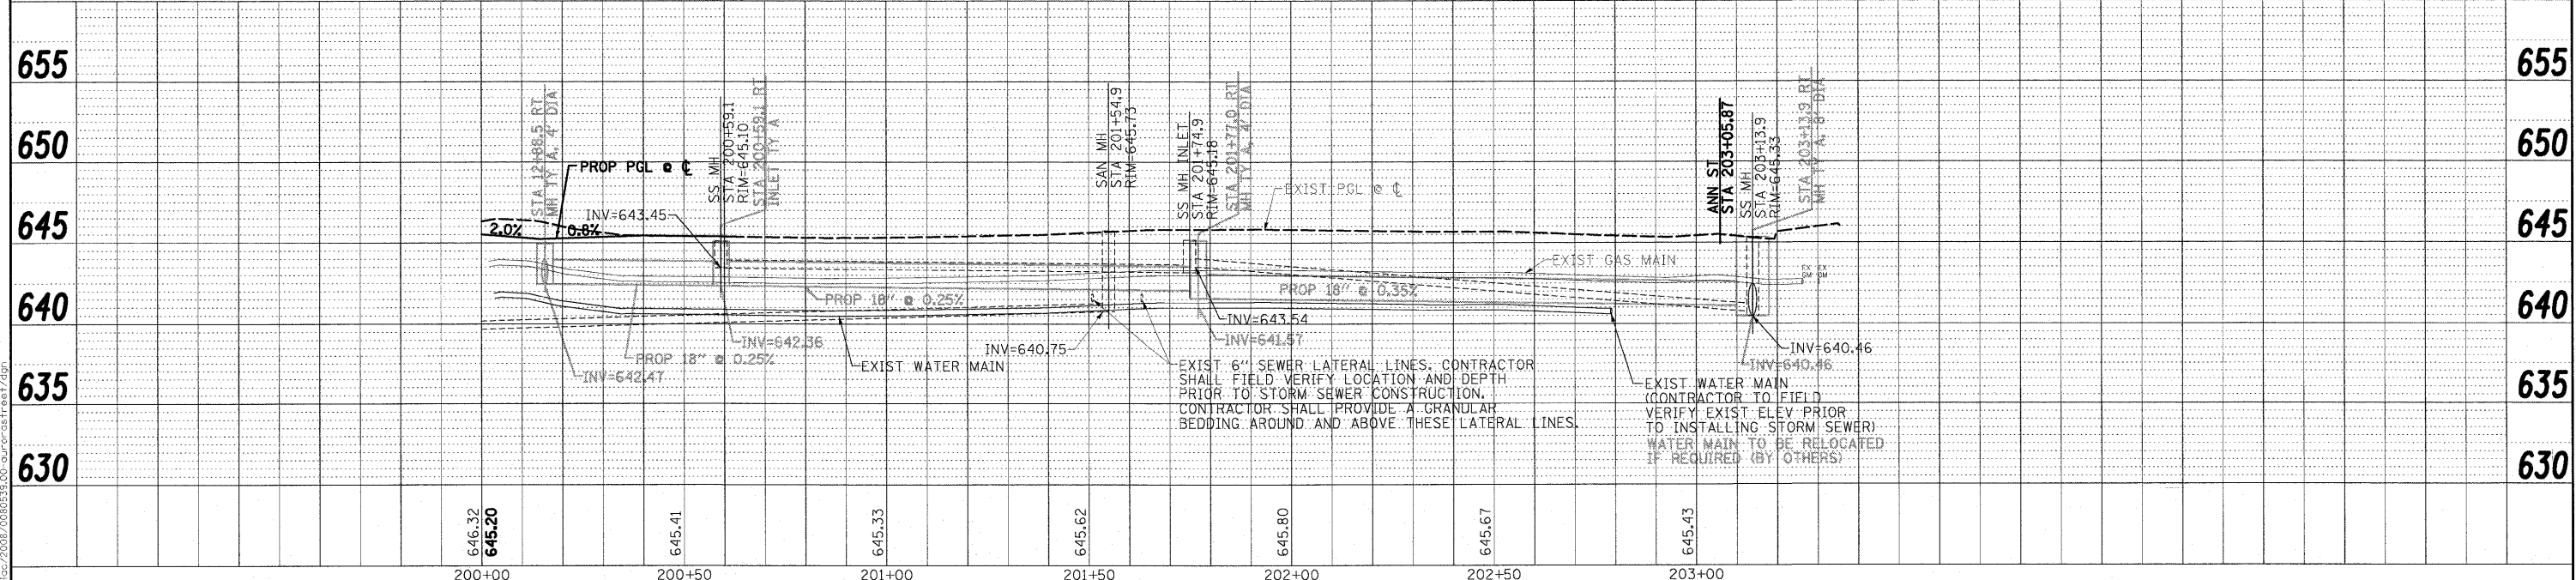 655
650
645
640
635
630
655
650
645
640
635
630
STA 12+88.5 RT
MH TY A, 4' DIA
PROP PGL @ ℄
2.0%
0.8%
INV=643.45
SS MH
STA 200+59.1
RIM=645.10
STA 200+59.1 RT
INLET TY A
SAN MH
STA 201+54.9
RIM=645.73
SS MH INLET
STA 201+74.9
RIM=645.18
STA 201+77.0 RT
MH TY A, 4' DIA
EXIST PGL @ ℄
ANN ST
STA 203+05.87
SS MH
STA 203+13.9
RIM=645.33
STA 203+13.9 RT
MH TY A, 8' DIA
EXIST GAS MAIN
EX GM
EX GM
PROP 18" @ 0.25%
PROP 18" @ 0.35%
INV=642.36
PROP 18" @ 0.25%
INV=642.47
EXIST WATER MAIN
INV=640.75
INV=643.54
INV=641.57
EXIST 6" SEWER LATERAL LINES. CONTRACTOR
SHALL FIELD VERIFY LOCATION AND DEPTH
PRIOR TO STORM SEWER CONSTRUCTION.
CONTRACTOR SHALL PROVIDE A GRANULAR
BEDDING AROUND AND ABOVE THESE LATERAL LINES.
INV=640.46
INV=640.46
EXIST WATER MAIN
(CONTRACTOR TO FIELD
VERIFY EXIST ELEV PRIOR
TO INSTALLING STORM SEWER)
WATER MAIN TO BE RELOCATED
IF REQUIRED (BY OTHERS)
646.32
645.20
645.41
645.33
645.62
645.80
645.67
645.43
200+00
200+50
201+00
201+50
202+00
202+50
203+00